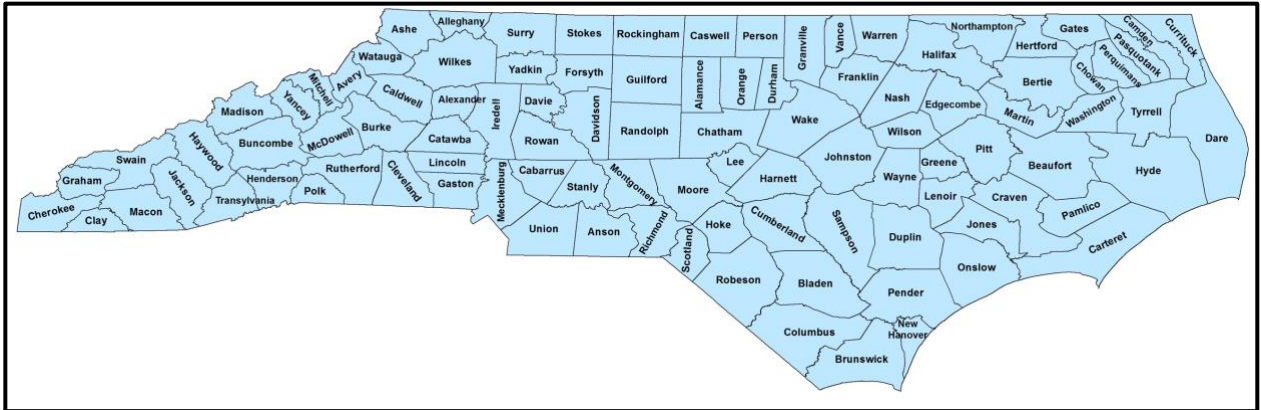 Alleghany
Ashe
Surry
Stokes
Rockingham
Caswell
Person
Granville
Vance
Warren
Northampton
Gates
Camden
Currituck
Pasquotank
Perquimans
Chowan
Hertford
Halifax
Watauga
Wilkes
Yadkin
Forsyth
Guilford
Alamance
Orange
Durham
Franklin
Nash
Edgecombe
Bertie
Martin
Washington
Tyrrell
Dare
Avery
Mitchell
Yancey
Madison
Caldwell
Alexander
Iredell
Davie
Davidson
Randolph
Chatham
Wake
Wilson
Pitt
Beaufort
Hyde
Haywood
Buncombe
McDowell
Burke
Catawba
Rowan
Johnston
Greene
Swain
Graham
Jackson
Henderson
Transylvania
Polk
Rutherford
Cleveland
Lincoln
Gaston
Mecklenburg
Cabarrus
Stanly
Montgomery
Moore
Lee
Harnett
Wayne
Lenoir
Craven
Pamlico
Cherokee
Clay
Macon
Union
Anson
Richmond
Scotland
Hoke
Cumberland
Sampson
Duplin
Jones
Onslow
Carteret
Robeson
Bladen
Pender
Columbus
New
Hanover
Brunswick